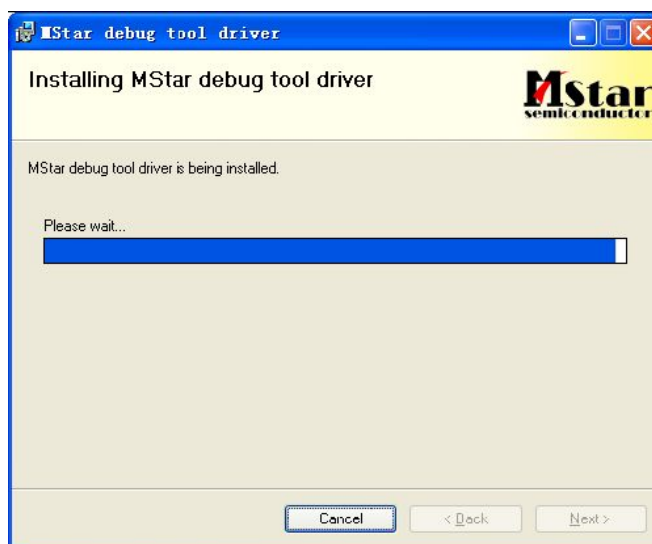 MStar debug tool driver
Installing MStar debug tool driver
MStar
semiconductor
MStar debug tool driver is being installed.
Please wait...
Cancel
< Back
Next >